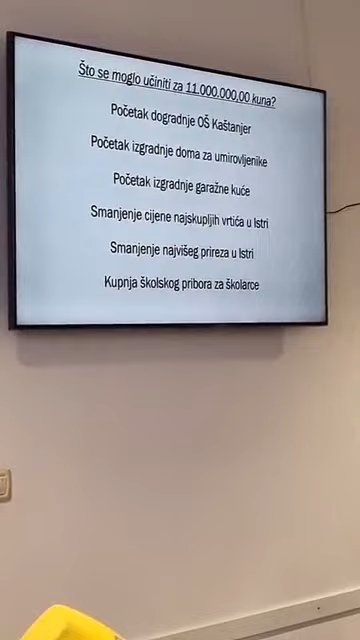 Što se moglo učiniti za 11.000.000,00 kuna?
Početak dogradnje OŠ Kaštanjer
Početak izgradnje doma za umirovljenike
Početak izgradnje garažne kuće
Smanjenje cijene najskupljih vrtića u Istri
Smanjenje najvišeg prireza u Istri
Kupnja školskog pribora za školarce